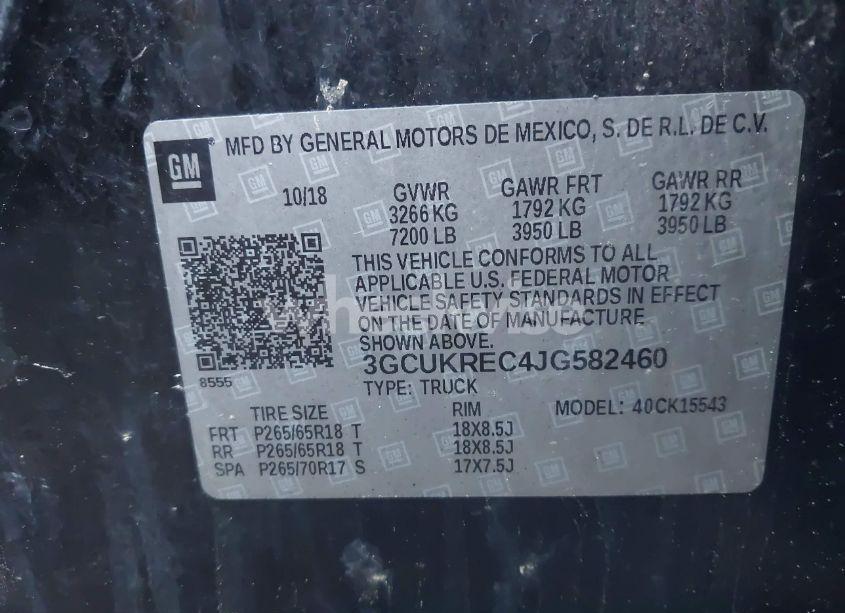 MFD BY GENERAL MOTORS DE MEXICO, S. DE R.L. DE C.V.
GM
10/18 GVWR GAWR FRT GAWR RR
3266 KG 1792 KG 1792 KG
7200 LB 3950 LB 3950 LB
THIS VEHICLE CONFORMS TO ALL
APPLICABLE U.S. FEDERAL MOTOR
VEHICLE SAFETY STANDARDS IN EFFECT
ON THE DATE OF MANUFACTURE
SHOWN ABOVE.
3GCUKREC4JG582460
8555
TYPE: TRUCK
TIRE SIZE RIM MODEL: 40CK15543
FRT P265/65R18 T 18X8.5J
RR P265/65R18 T 18X8.5J
SPA P265/70R17 S 17X7.5J